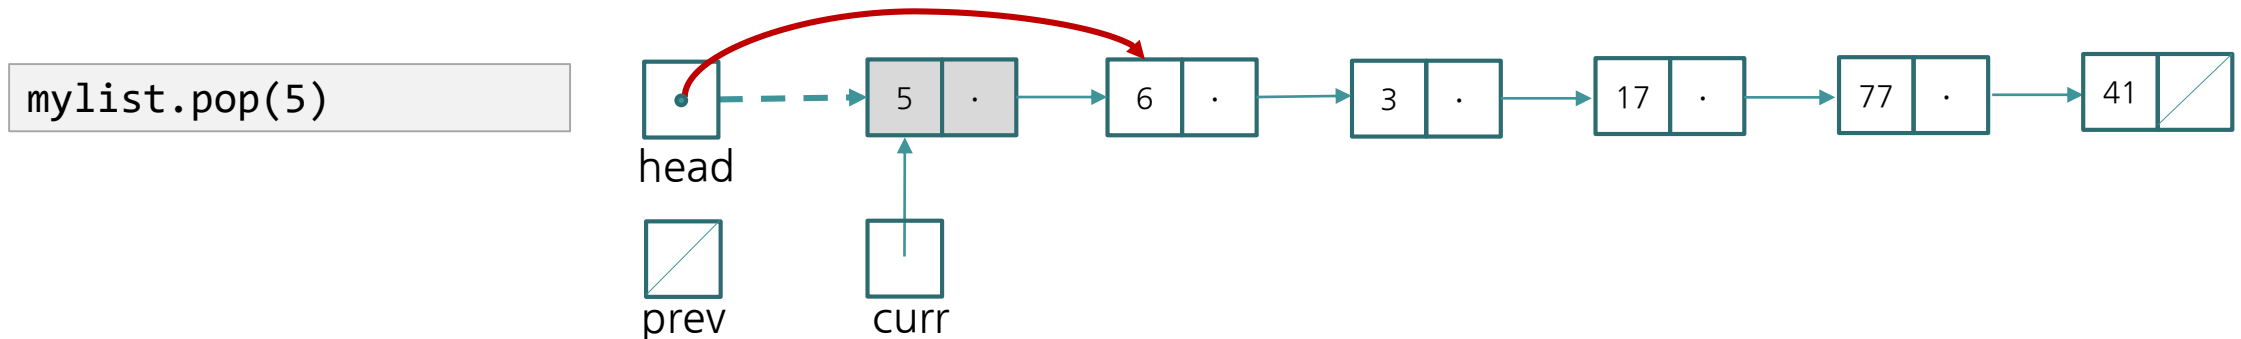 mylist.pop(5)
5 . 6 . 3 . 17 . 77 . 41
head
prev curr